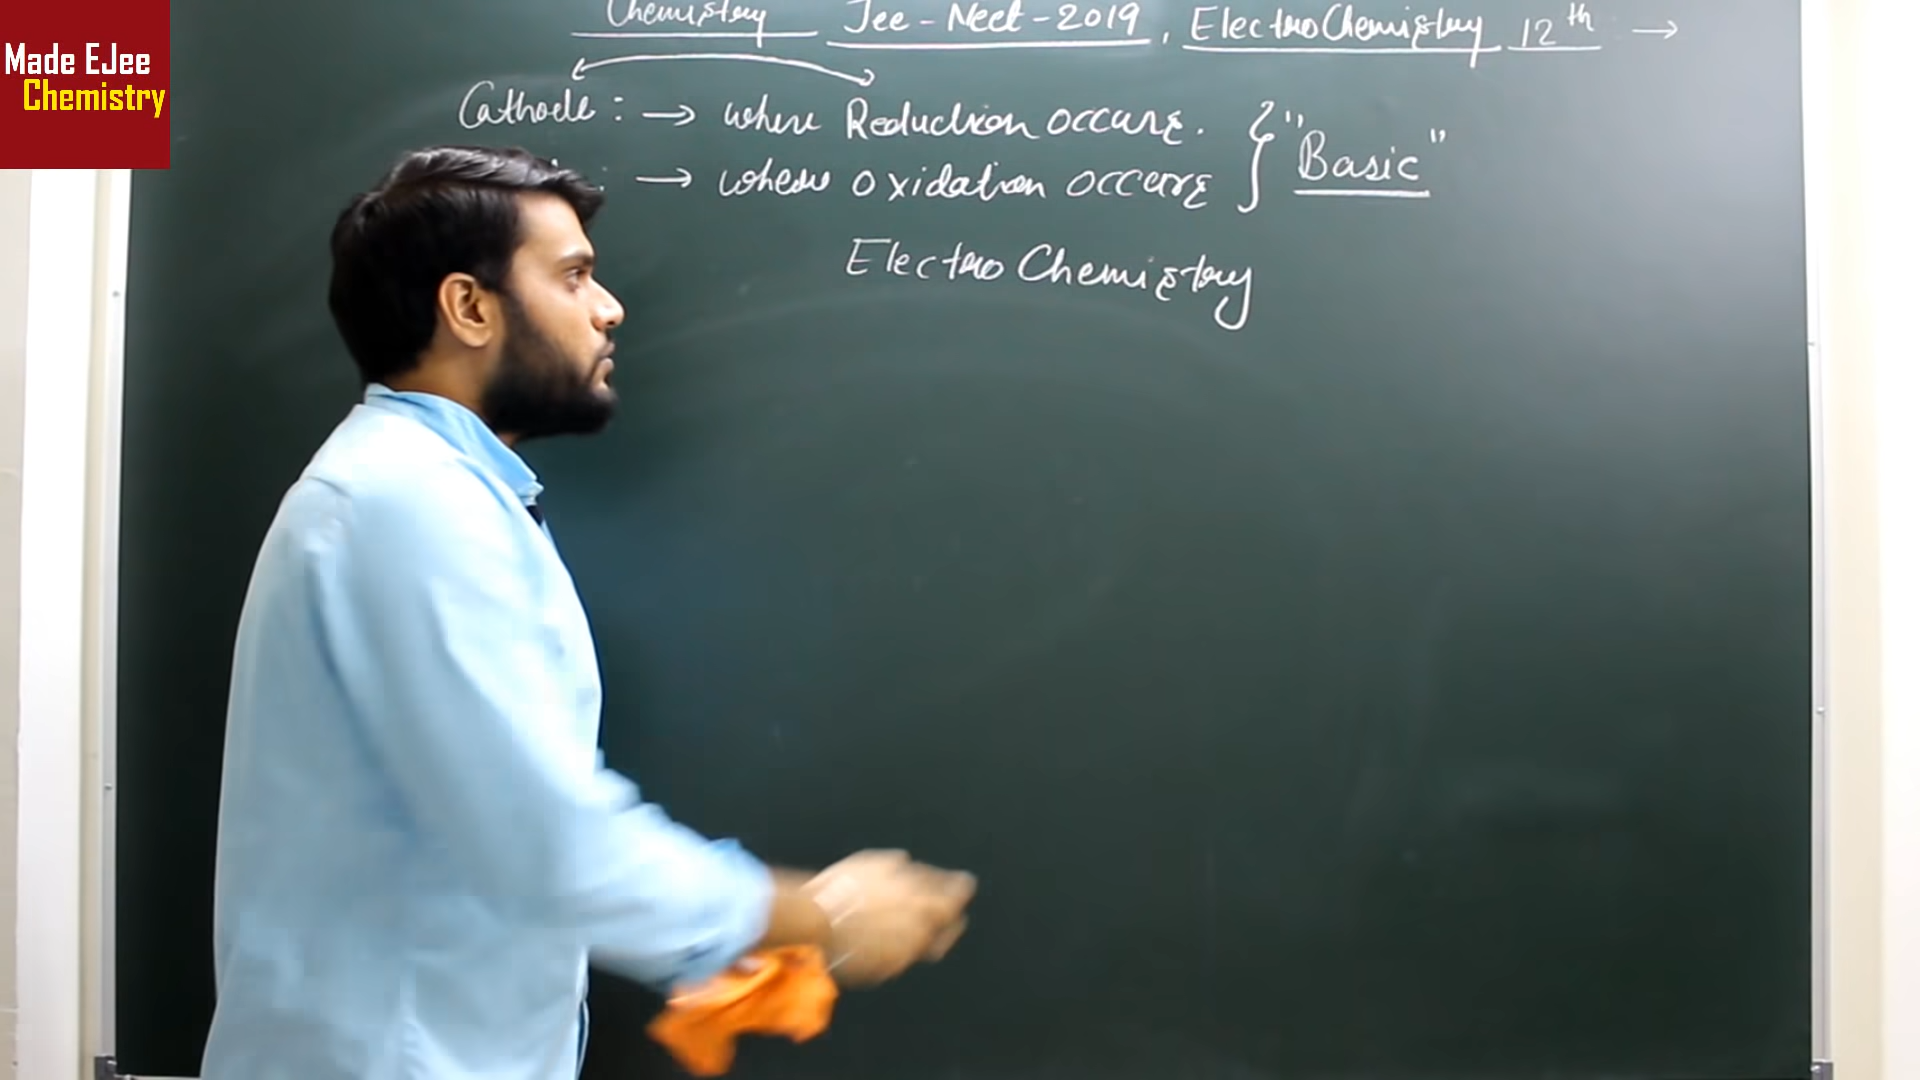 Made EJee
Chemistry
Chemistry Jee - Neet - 2019, Electro Chemistry 12th →
Cathode : → where Reduction occurs.
: → where oxidation occurs } "Basic"
Electro Chemistry